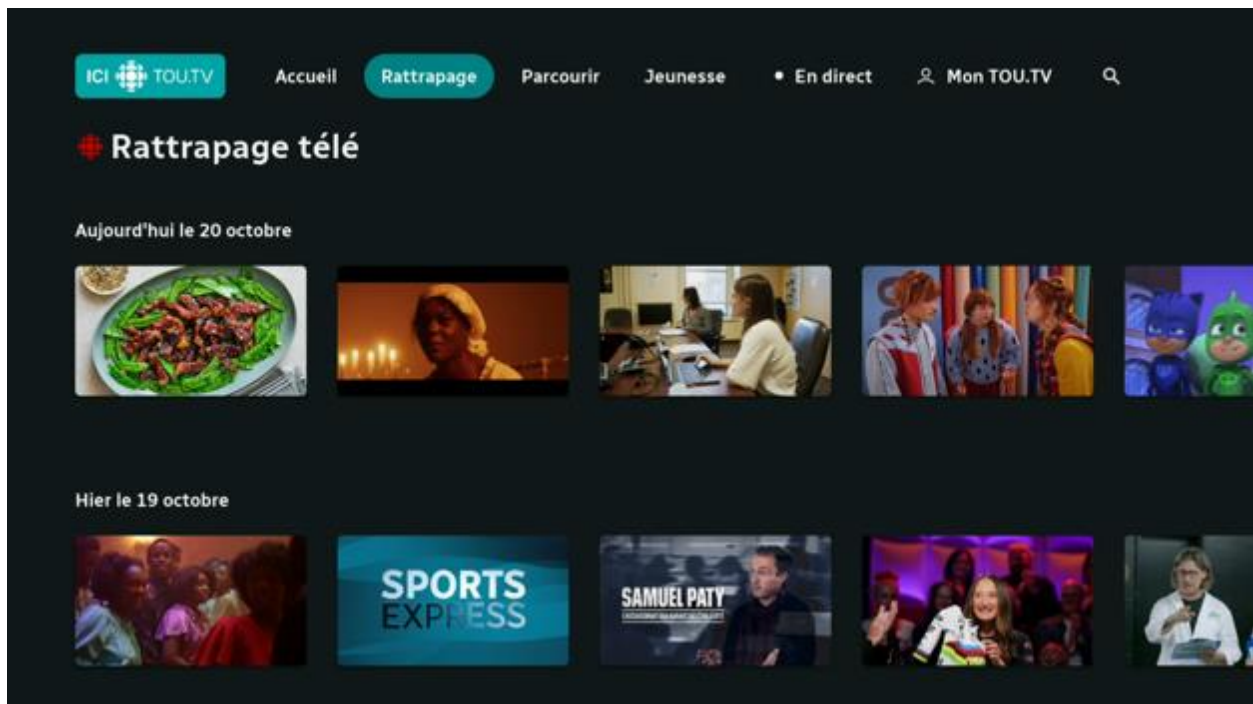 ICI TOU.TV Accueil Rattrapage Parcourir Jeunesse En direct Mon TOU.TV
Rattrapage télé
Aujourd'hui le 20 octobre
Hier le 19 octobre
SPORTS
EXPRESS
SAMUEL PATY